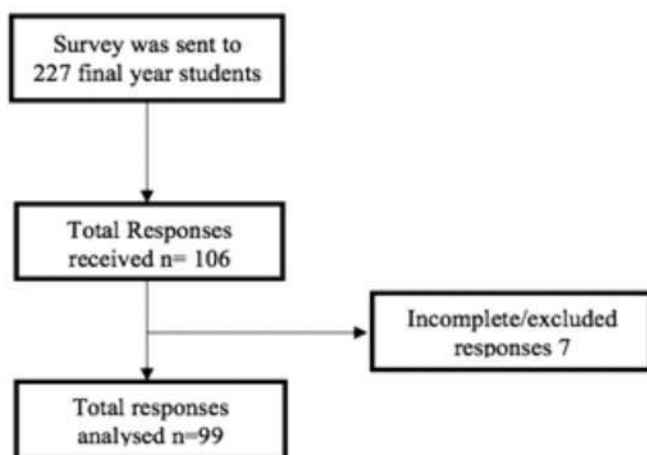 Survey was sent to
227 final year students
Total Responses
received n= 106
Incomplete/excluded
responses 7
Total responses
analysed n=99